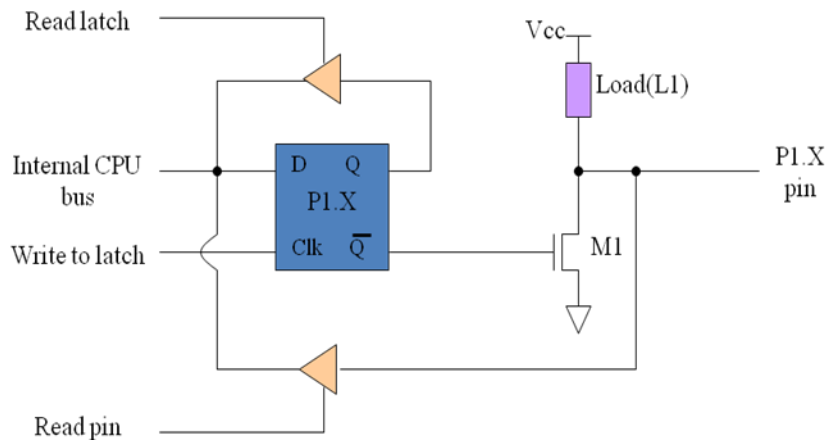 Read latch
Vcc
Load(L1)
Internal CPU
bus
D Q
P1.X
Clk Q̅
P1.X
pin
Write to latch
M1
Read pin